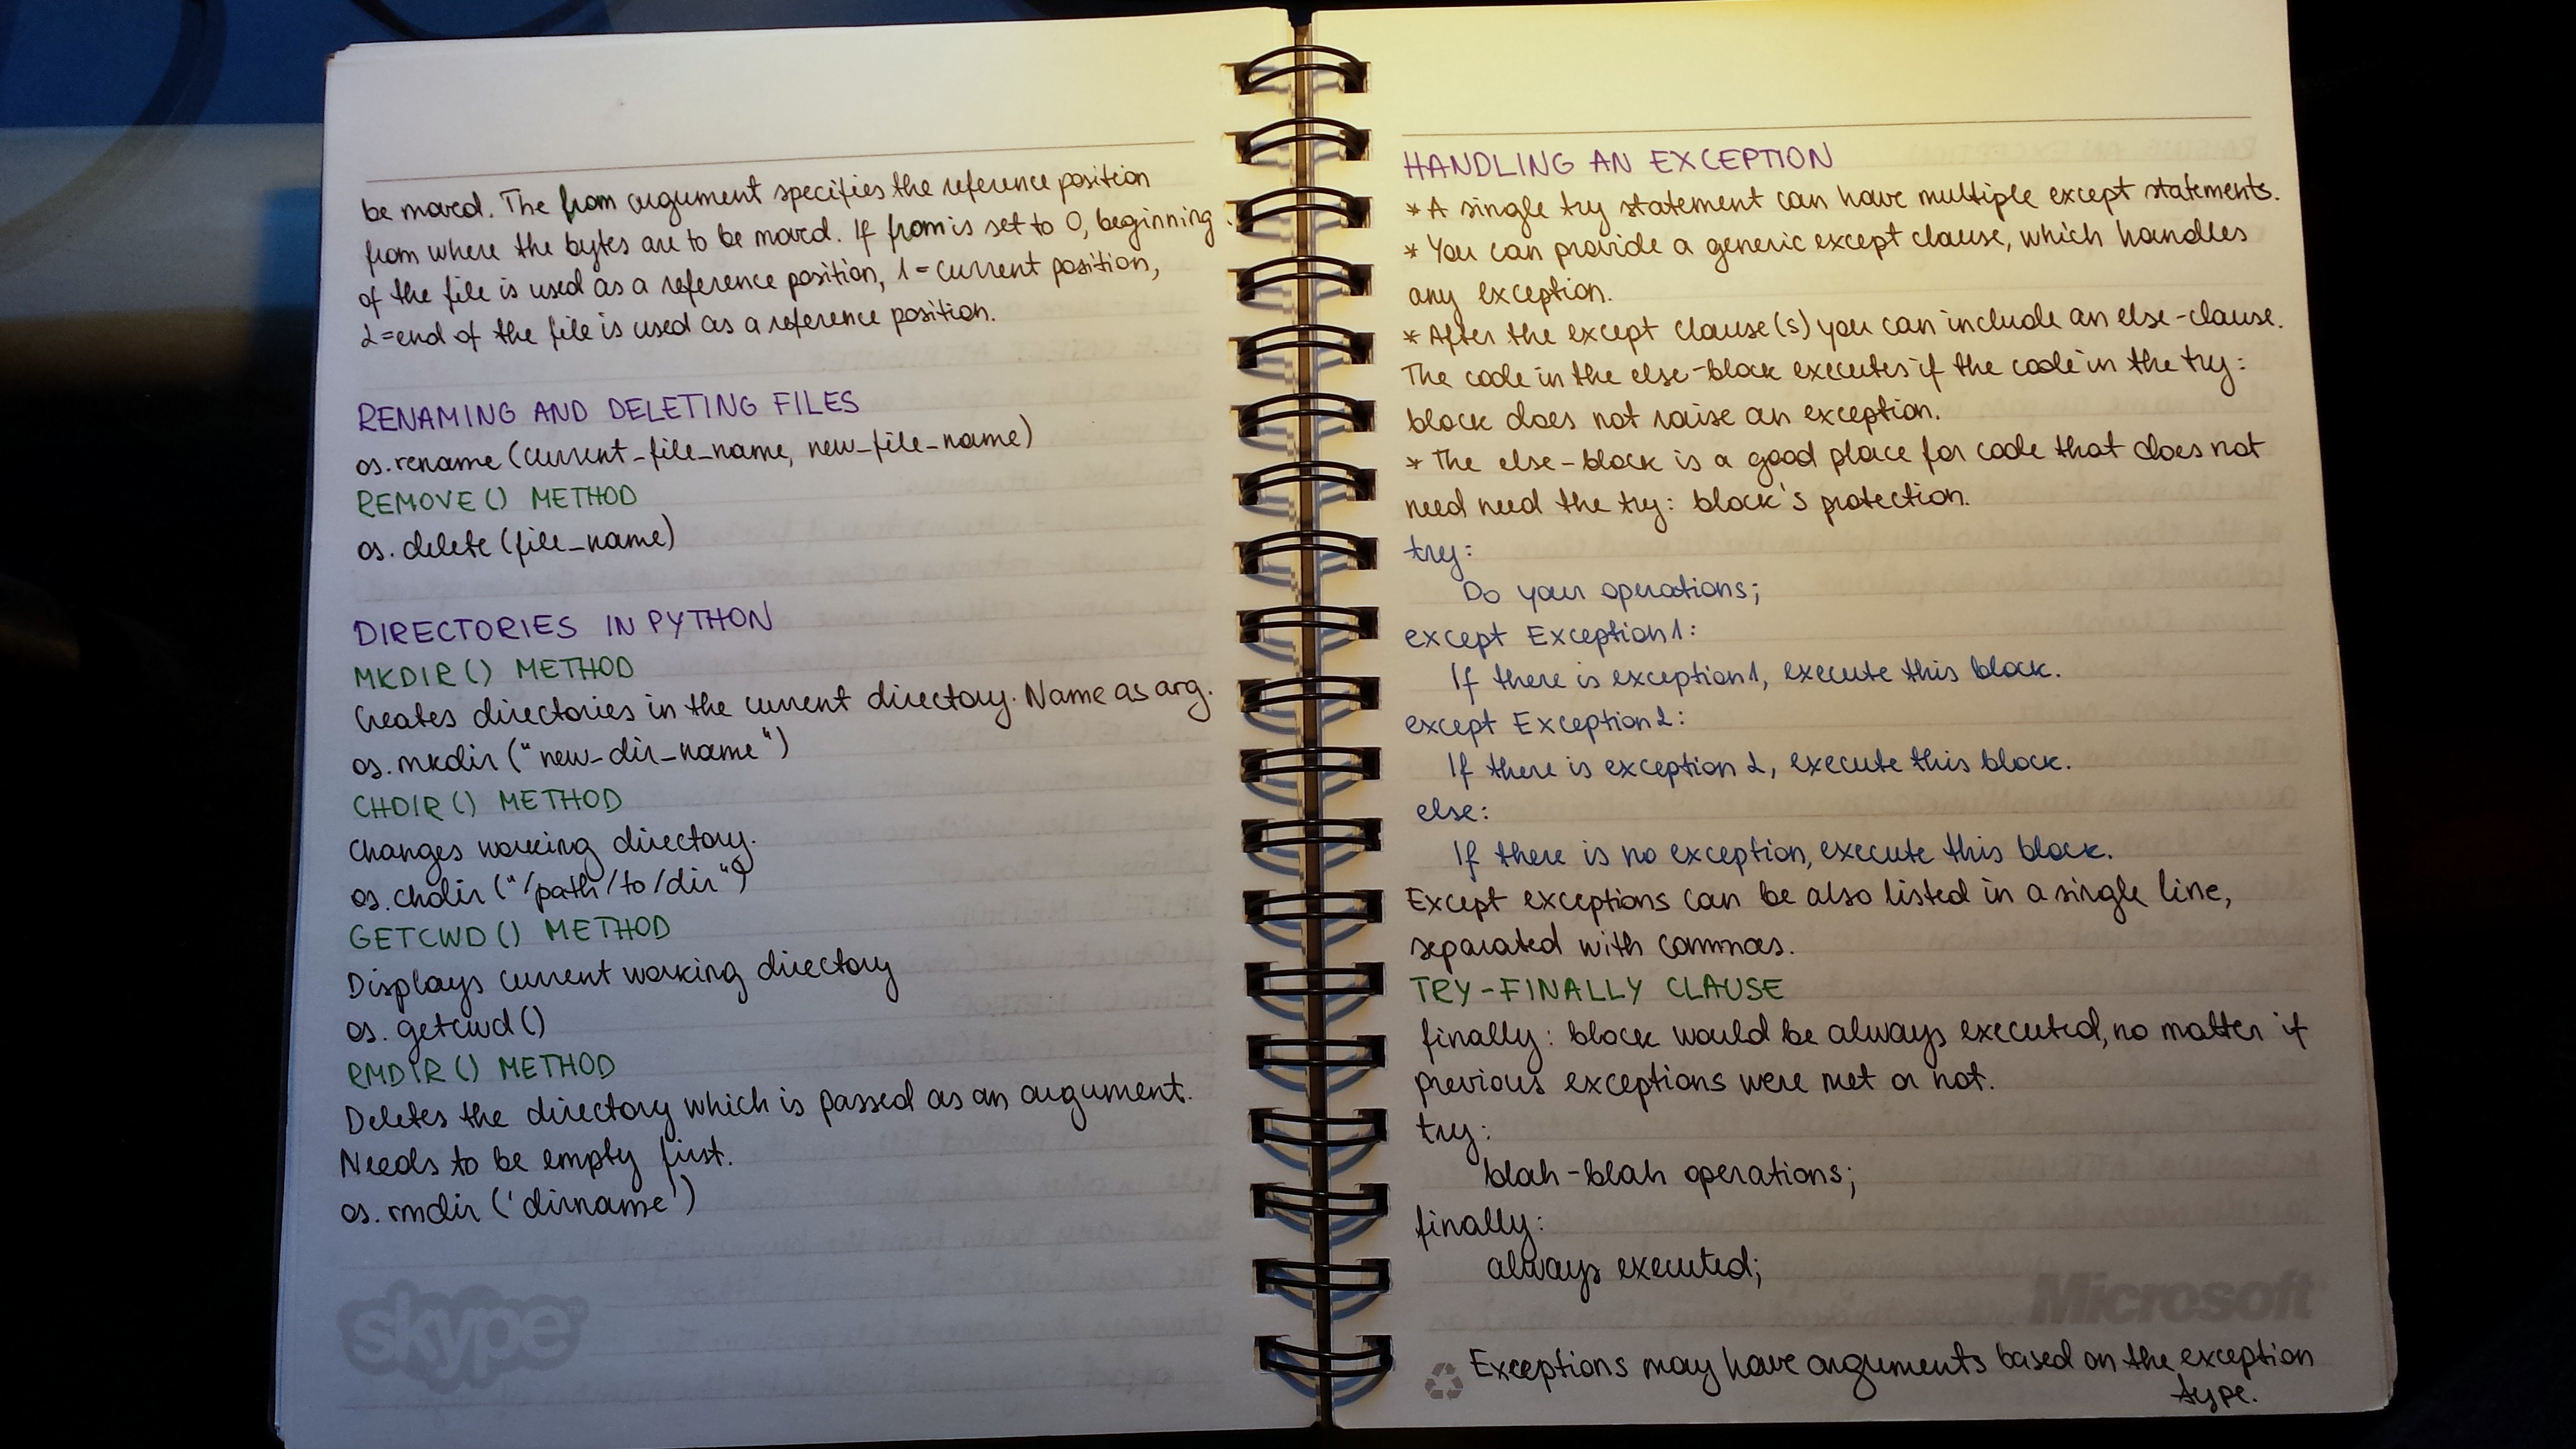 be moved. The from argument specifies the reference position
from where the bytes are to be moved. If from is set to 0, beginning
of the file is used as a reference position, 1 = current position,
2 = end of the file is used as a reference position.
RENAMING AND DELETING FILES
os.rename (current_file_name, new_file_name)
REMOVE () METHOD
os. delete (file_name)
DIRECTORIES IN PYTHON
MKDIR () METHOD
Creates directories in the current directory. Name as arg.
os. mkdir ("new_dir_name")
CHDIR () METHOD
Changes working directory.
os. chdir ("/path/to/dir")
GETCWD () METHOD
Displays current working directory
os. getcwd ()
RMDIR () METHOD
Deletes the directory which is passed as an argument.
Needs to be empty first.
os. rmdir ('dirname')
skype
HANDLING AN EXCEPTION
* A single try statement can have multiple except statements.
* You can provide a generic except clause, which handles
any exception.
* After the except clause(s) you can include an else-clause.
The code in the else-block executes if the code in the try:
block does not raise an exception.
* The else-block is a good place for code that does not
need need the try: block's protection.
try:
Do your operations;
except Exception1:
If there is exception1, execute this block.
except Exception2:
If there is exception 2, execute this block.
else:
If there is no exception, execute this block.
Except exceptions can be also listed in a single line,
separated with commas.
TRY-FINALLY CLAUSE
finally: block would be always executed, no matter if
previous exceptions were met or not.
try:
blah-blah operations;
finally:
always executed;
Microsoft
Exceptions may have arguments based on the exception
type.